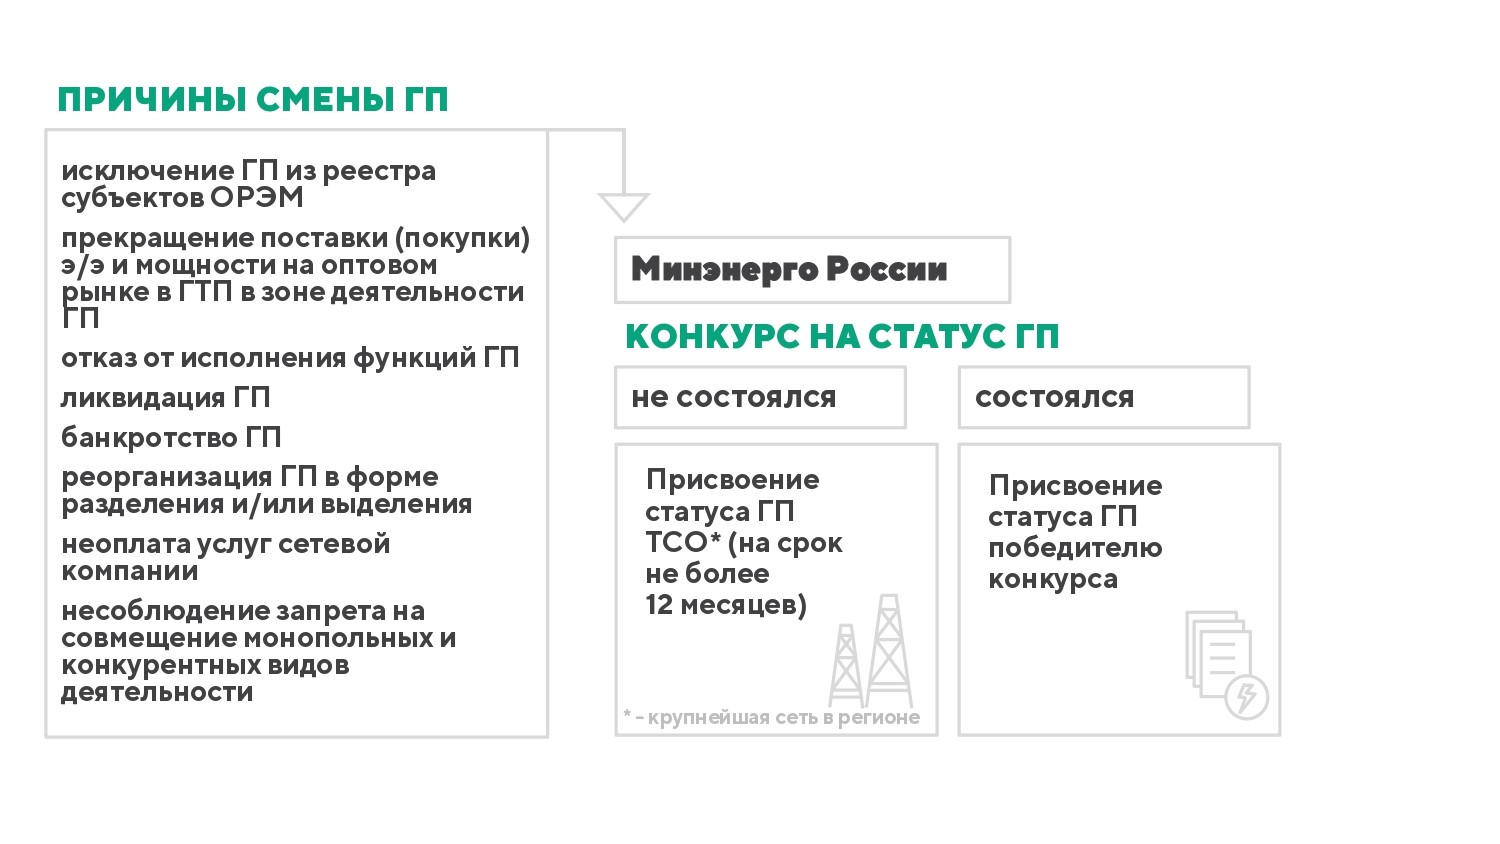 ПРИЧИНЫ СМЕНЫ ГП
исключение ГП из реестра
субъектов ОРЭМ
прекращение поставки (покупки)
э/э и мощности на оптовом
рынке в ГТП в зоне деятельности
ГП
отказ от исполнения функций ГП
ликвидация ГП
банкротство ГП
реорганизация ГП в форме
разделения и/или выделения
неоплата услуг сетевой
компании
несоблюдение запрета на
совмещение монопольных и
конкурентных видов
деятельности
Минэнерго России
КОНКУРС НА СТАТУС ГП
не состоялся
Присвоение
статуса ГП
ТСО* (на срок
не более
12 месяцев)
* – крупнейшая сеть в регионе
состоялся
Присвоение
статуса ГП
победителю
конкурса